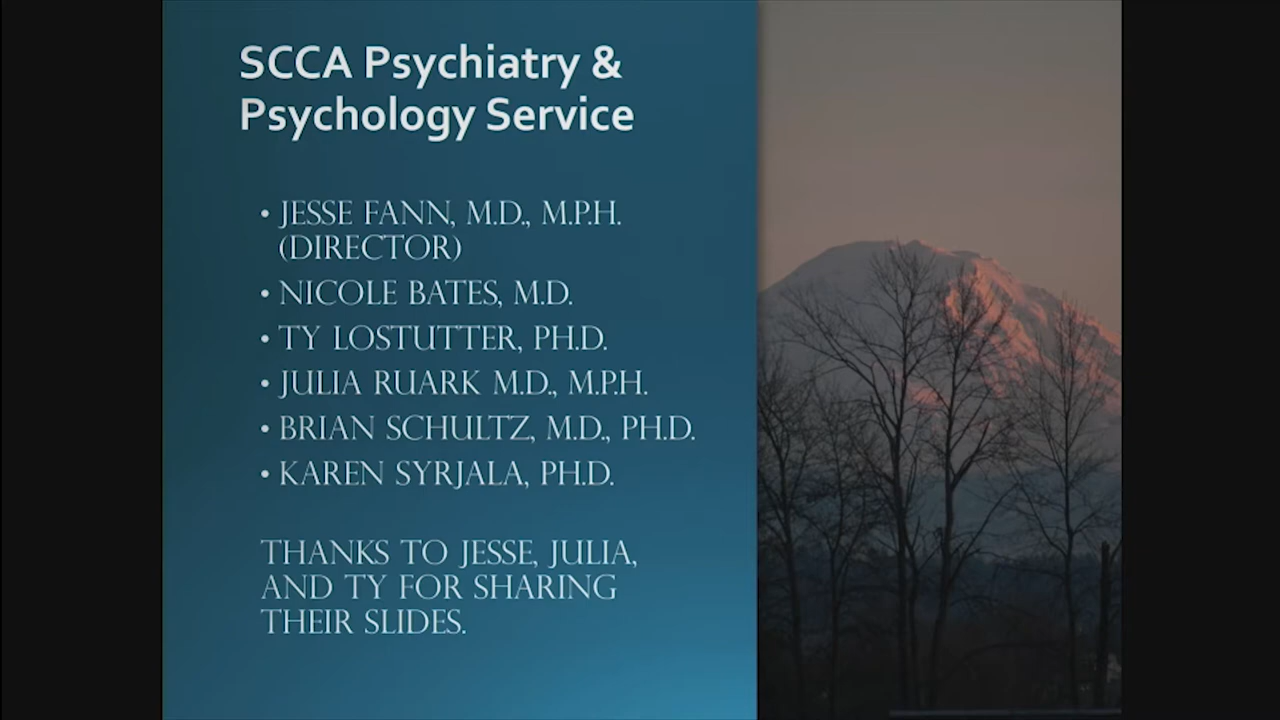 SCCA Psychiatry &
Psychology Service
• JESSE FANN, M.D., M.P.H.
(DIRECTOR)
• NICOLE BATES, M.D.
• TY LOSTUTTER, PH.D.
• JULIA RUARK M.D., M.P.H.
• BRIAN SCHULTZ, M.D., PH.D.
• KAREN SYRJALA, PH.D.
THANKS TO JESSE, JULIA,
AND TY FOR SHARING
THEIR SLIDES.